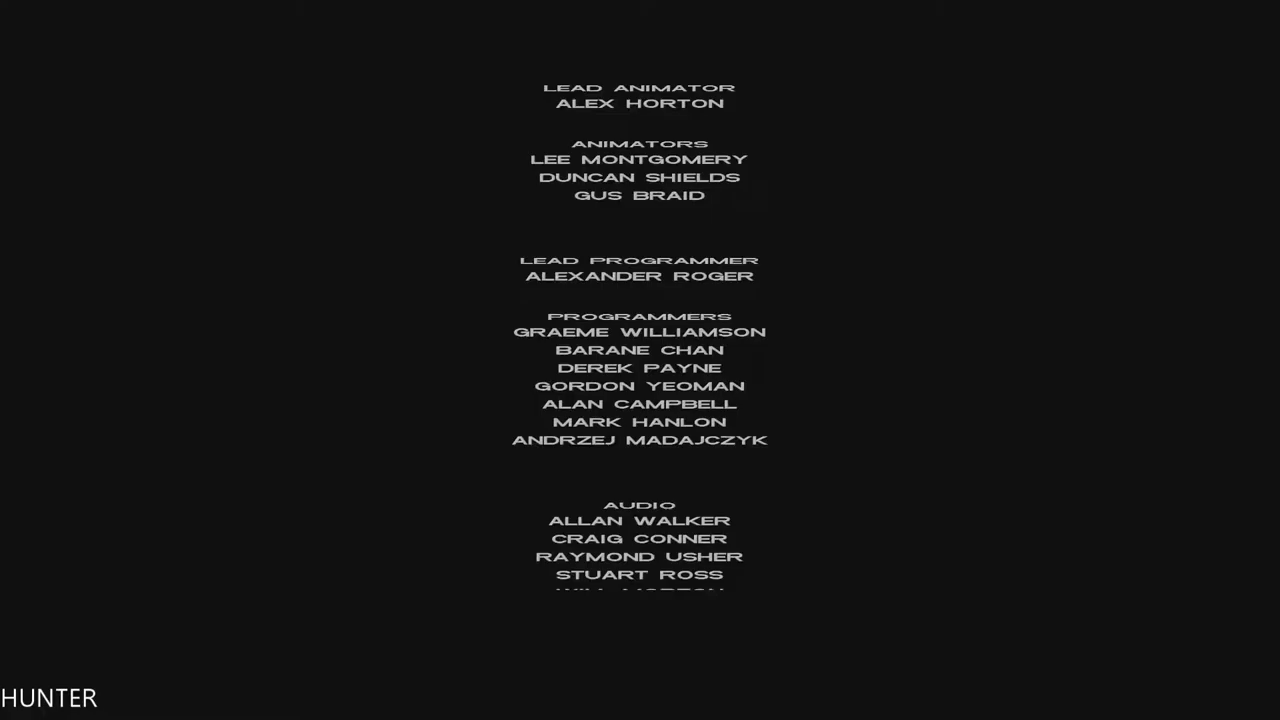 LEAD ANIMATOR
ALEX HORTON
ANIMATORS
LEE MONTGOMERY
DUNCAN SHIELDS
GUS BRAID
LEAD PROGRAMMER
ALEXANDER ROGER
PROGRAMMERS
GRAEME WILLIAMSON
BARANE CHAN
DEREK PAYNE
GORDON YEOMAN
ALAN CAMPBELL
MARK HANLON
ANDRZEJ MADAJCZYK
AUDIO
ALLAN WALKER
CRAIG CONNER
RAYMOND USHER
STUART ROSS
HUNTER